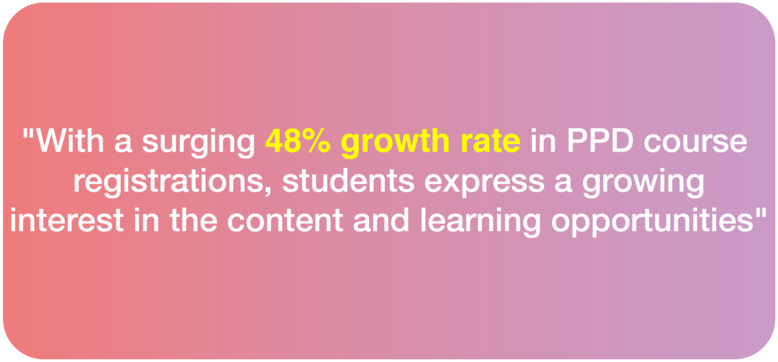 "With a surging 48% growth rate in PPD course
registrations, students express a growing
interest in the content and learning opportunities"